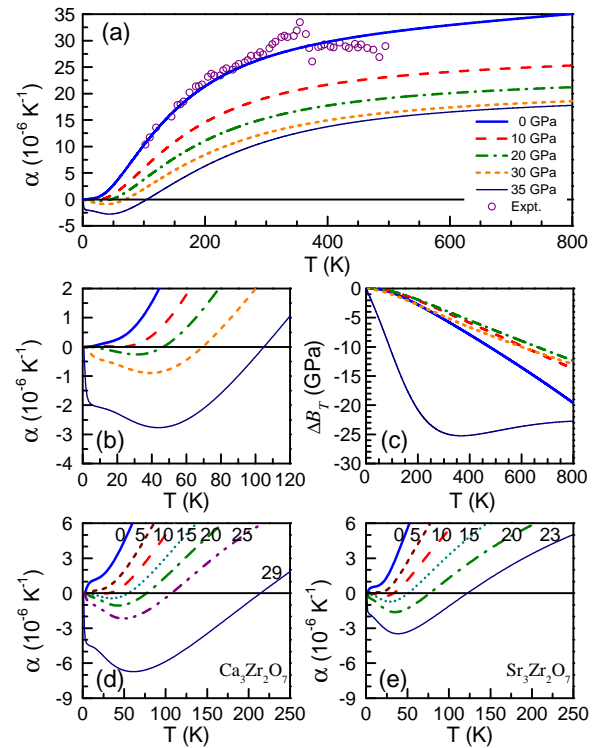 (a)
35
30
25
20
15
10
5
0
-5
α (10⁻⁶ K⁻¹)
0 GPa
10 GPa
20 GPa
30 GPa
35 GPa
Expt.
0 200 400 600 800
T (K)
2
1
0
-1
-2
-3
-4
α (10⁻⁶ K⁻¹)
(b)
0 20 40 60 80 100 120
T (K)
0
-5
-10
-15
-20
-25
-30
ΔB_T (GPa)
(c)
0 200 400 600 800
T (K)
6
3
0
-3
-6
-9
α (10⁻⁶ K⁻¹)
0 5 10 15 20 25
29
(d)
Ca₃Zr₂O₇
0 50 100 150 200 250
T (K)
6
3
0
-3
-6
-9
α (10⁻⁶ K⁻¹)
0 5 10 15 20 23
(e)
Sr₃Zr₂O₇
0 50 100 150 200 250
T (K)